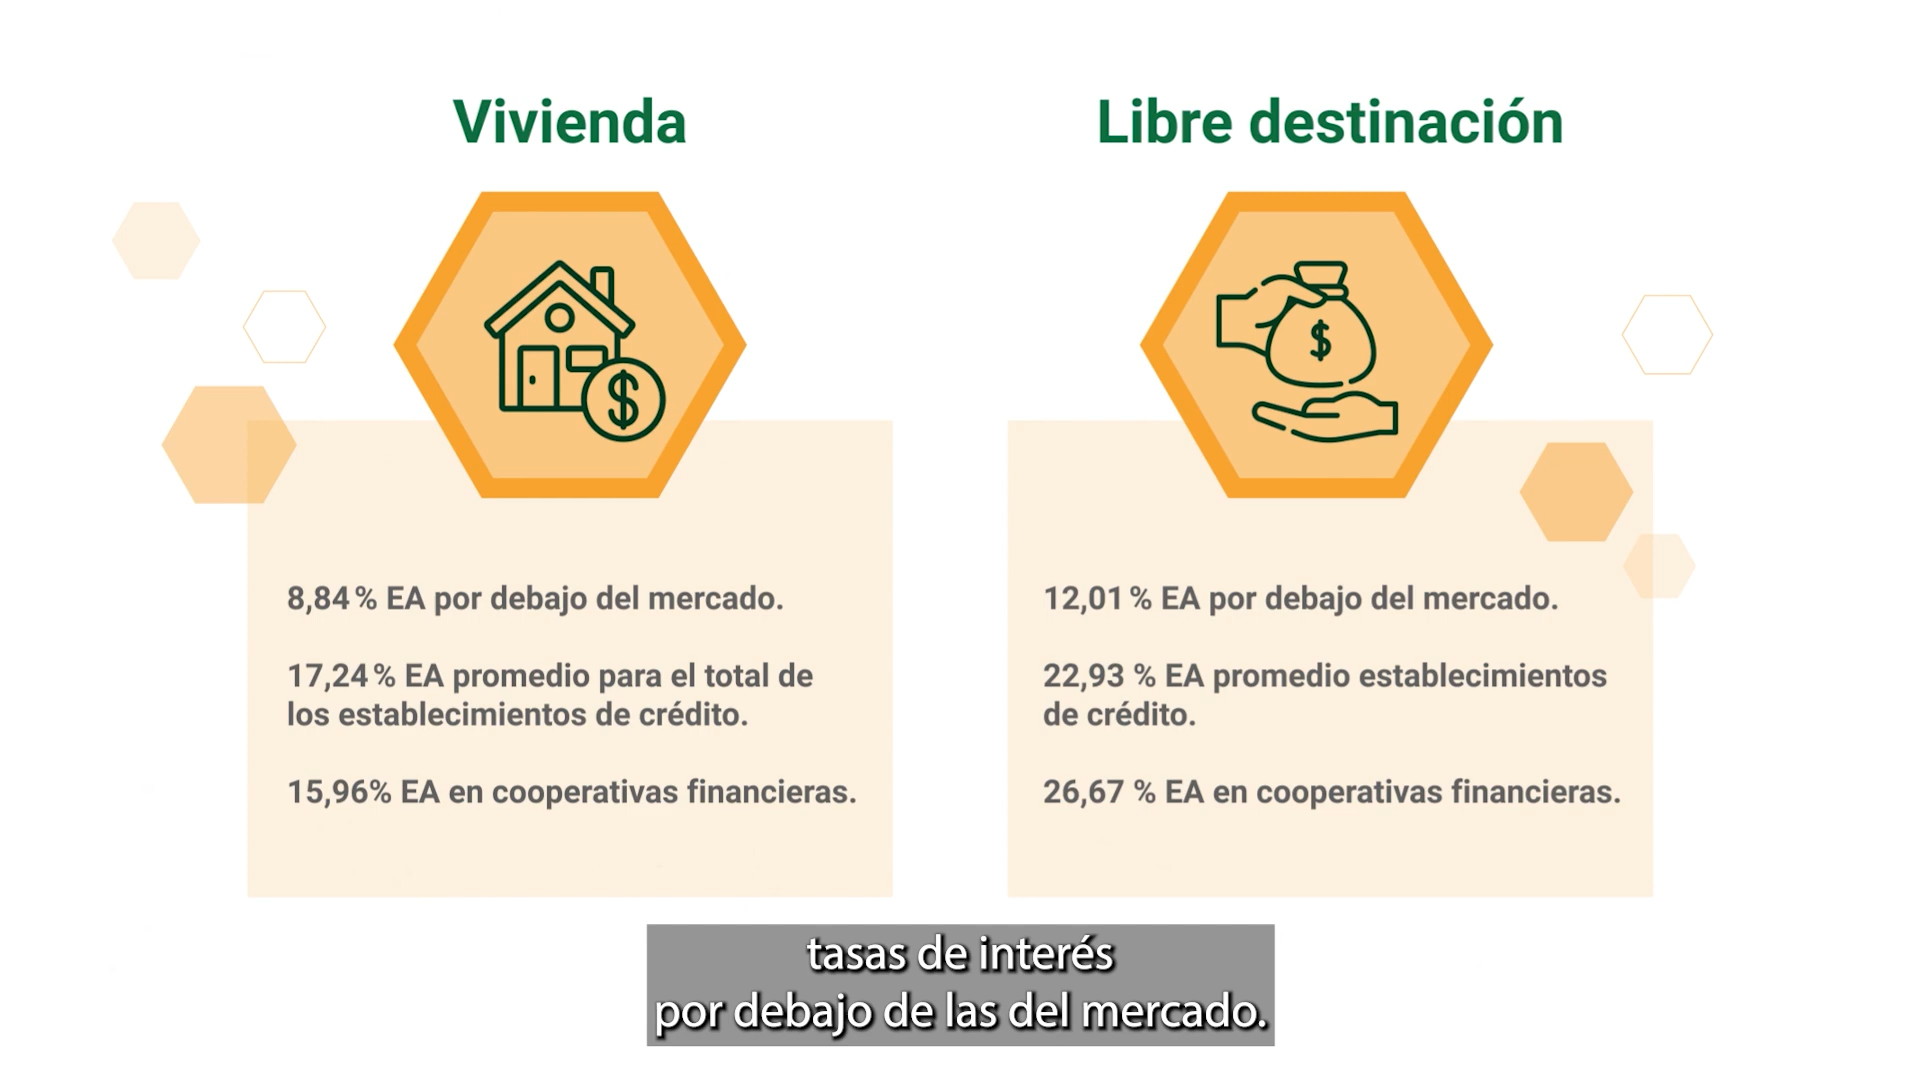 Vivienda
8,84 % EA por debajo del mercado.
17,24 % EA promedio para el total de
los establecimientos de crédito.
15,96% EA en cooperativas financieras.
Libre destinación
12,01 % EA por debajo del mercado.
22,93 % EA promedio establecimientos
de crédito.
26,67 % EA en cooperativas financieras.
tasas de interés
por debajo de las del mercado.